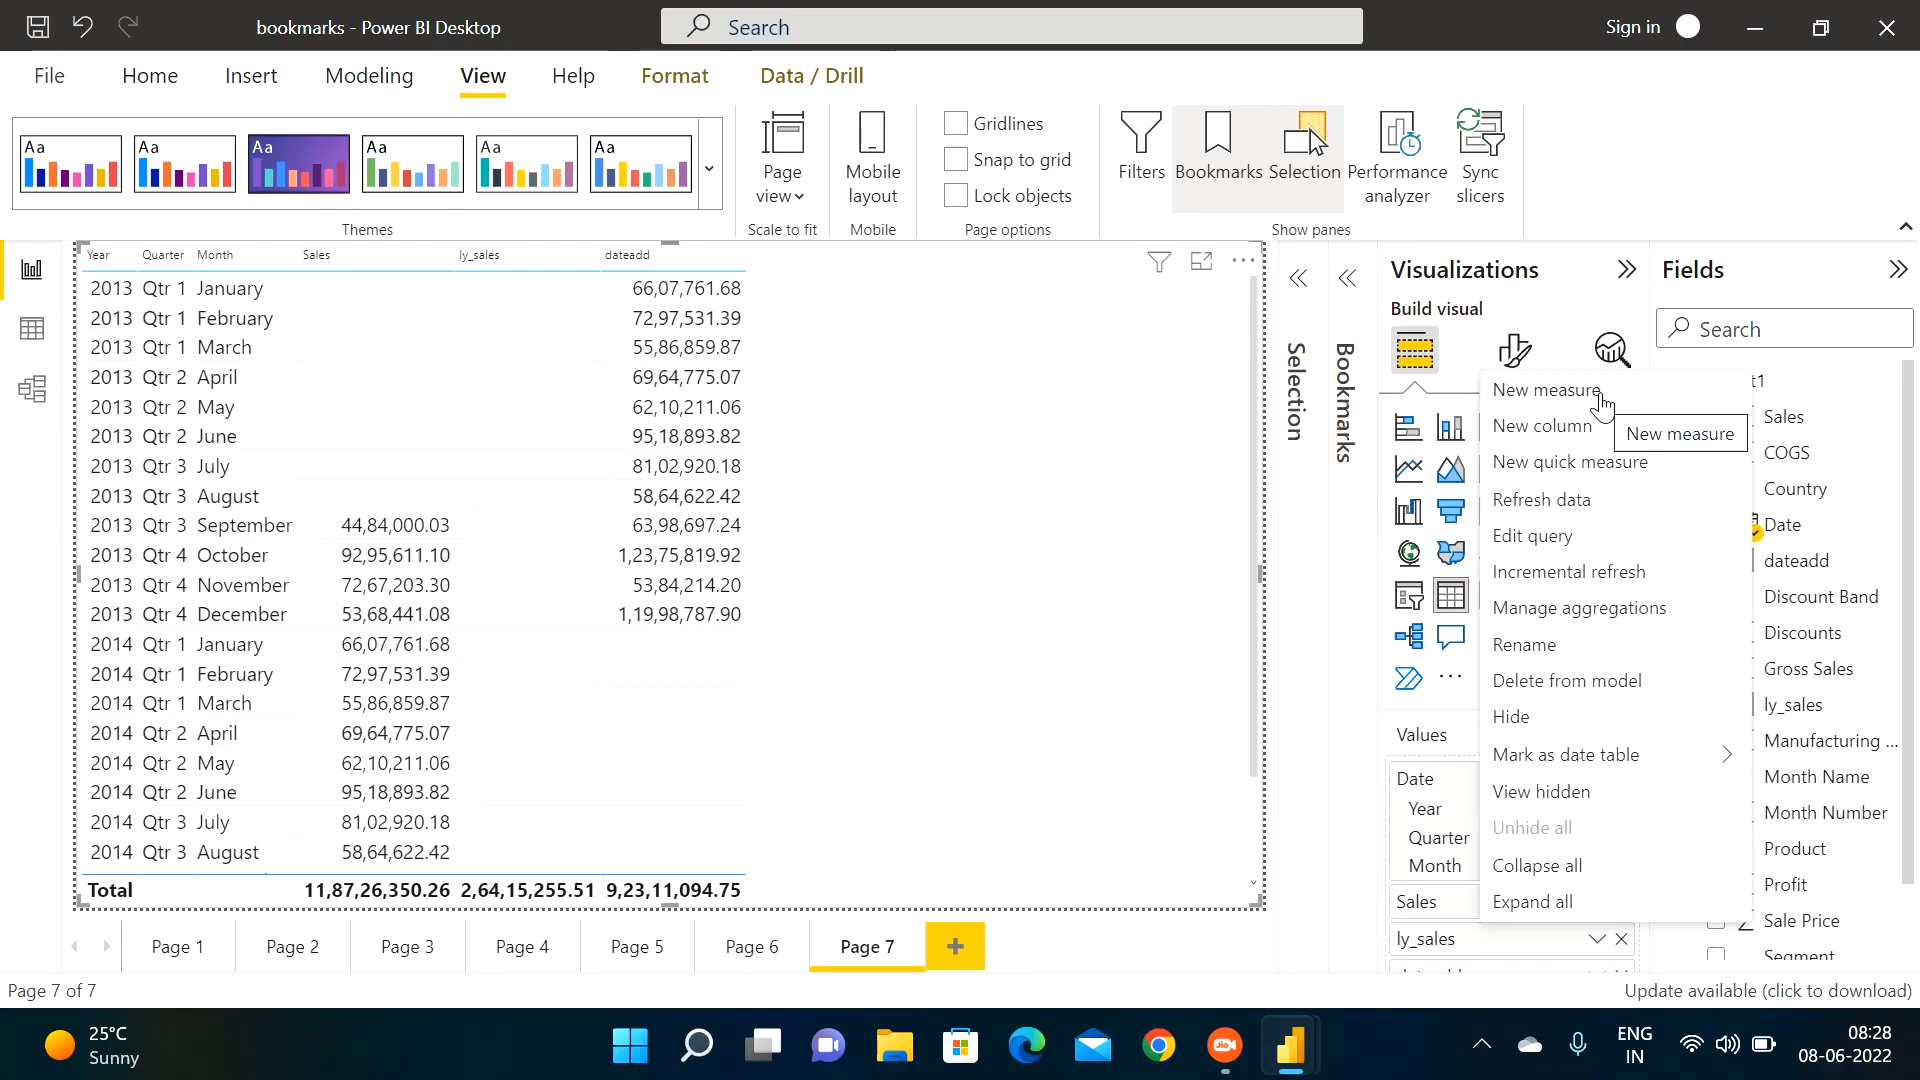 bookmarks - Power BI Desktop
Search
Sign in
File Home Insert Modeling View Help Format Data / Drill
Aa Aa Aa Aa Aa Aa
Page view
Mobile layout
Gridlines
Snap to grid
Lock objects
Filters Bookmarks Selection Performance analyzer Sync slicers
Themes Scale to fit Mobile Page options Show panes
Year Quarter Month Sales ly_sales dateadd
2013 Qtr 1 January 66,07,761.68
2013 Qtr 1 February 72,97,531.39
2013 Qtr 1 March 55,86,859.87
2013 Qtr 2 April 69,64,775.07
2013 Qtr 2 May 62,10,211.06
2013 Qtr 2 June 95,18,893.82
2013 Qtr 3 July 81,02,920.18
2013 Qtr 3 August 58,64,622.42
2013 Qtr 3 September 44,84,000.03 63,98,697.24
2013 Qtr 4 October 92,95,611.10 1,23,75,819.92
2013 Qtr 4 November 72,67,203.30 53,84,214.20
2013 Qtr 4 December 53,68,441.08 1,19,98,787.90
2014 Qtr 1 January 66,07,761.68
2014 Qtr 1 February 72,97,531.39
2014 Qtr 1 March 55,86,859.87
2014 Qtr 2 April 69,64,775.07
2014 Qtr 2 May 62,10,211.06
2014 Qtr 2 June 95,18,893.82
2014 Qtr 3 July 81,02,920.18
2014 Qtr 3 August 58,64,622.42
Total 11,87,26,350.26 2,64,15,255.51 9,23,11,094.75
Selection
Bookmarks
Visualizations
Build visual
Values
Date
Year
Quarter
Month
Sales
ly_sales
New measure
New column
New quick measure
Refresh data
Edit query
Incremental refresh
Manage aggregations
Rename
Delete from model
Hide
Mark as date table
View hidden
Unhide all
Collapse all
Expand all
New measure
Fields
Search
t1
Sales
COGS
Country
Date
dateadd
Discount Band
Discounts
Gross Sales
ly_sales
Manufacturing ...
Month Name
Month Number
Product
Profit
Sale Price
Segment
Page 1 Page 2 Page 3 Page 4 Page 5 Page 6 Page 7
Page 7 of 7
Update available (click to download)
25°C
Sunny
Jio
ENG
IN
08:28
08-06-2022